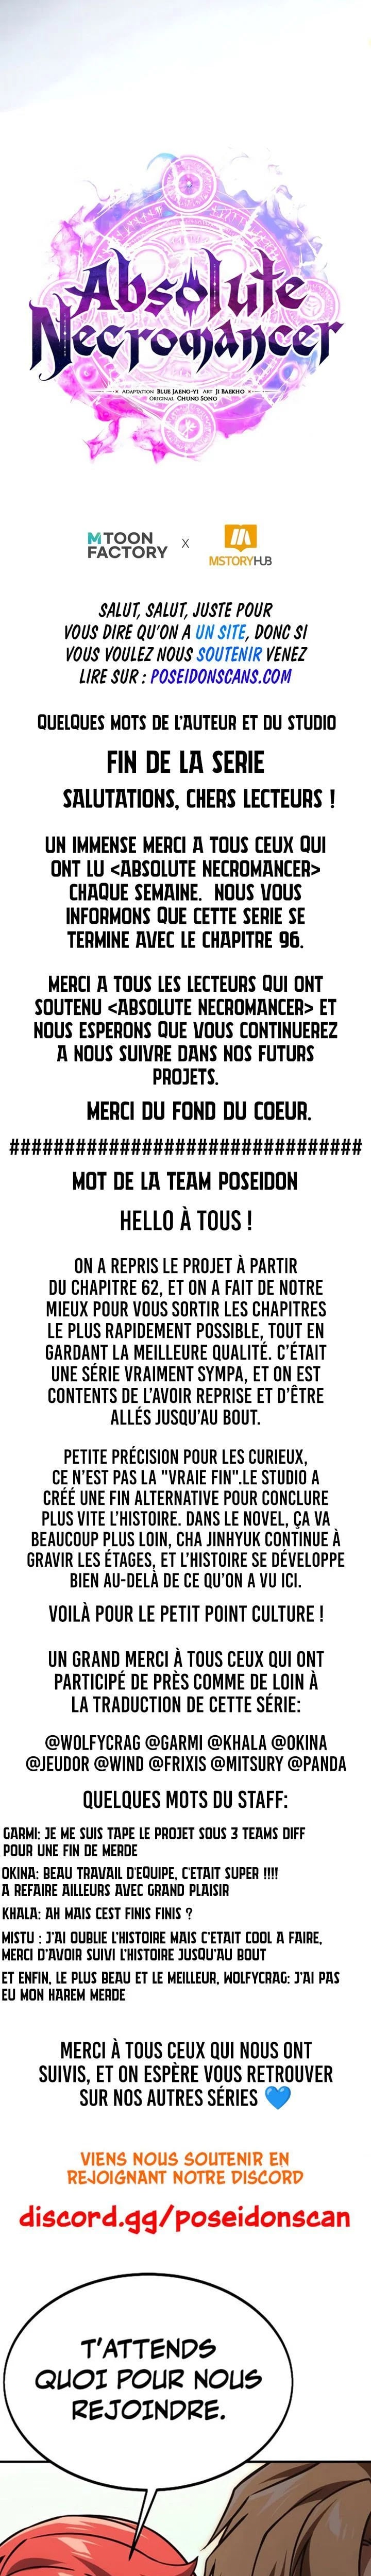 Absolute
Necromancer
ADAPTATION BLUE JAENG-YI ART JI BAEKHO
ORIGINAL CHUNG SONG
M TOON
FACTORY
X
MSTORYHUB
SALUT, SALUT, JUSTE POUR
VOUS DIRE QU'ON A UN SITE, DONC SI
VOUS VOULEZ NOUS SOUTENIR VENEZ
LIRE SUR : POSEIDONSCANS.COM
QUELQUES MOTS DE L'AUTEUR ET DU STUDIO
FIN DE LA SERIE
SALUTATIONS, CHERS LECTEURS !
UN IMMENSE MERCI A TOUS CEUX QUI
ONT LU <ABSOLUTE NECROMANCER>
CHAQUE SEMAINE. NOUS VOUS
INFORMONS QUE CETTE SERIE SE
TERMINE AVEC LE CHAPITRE 96.
MERCI A TOUS LES LECTEURS QUI ONT
SOUTENU <ABSOLUTE NECROMANCER> ET
NOUS ESPERONS QUE VOUS CONTINUEREZ
A NOUS SUIVRE DANS NOS FUTURS
PROJETS.
MERCI DU FOND DU COEUR.
################################
MOT DE LA TEAM POSEIDON
HELLO À TOUS !
ON A REPRIS LE PROJET À PARTIR
DU CHAPITRE 62, ET ON A FAIT DE NOTRE
MIEUX POUR VOUS SORTIR LES CHAPITRES
LE PLUS RAPIDEMENT POSSIBLE, TOUT EN
GARDANT LA MEILLEURE QUALITÉ. C'ÉTAIT
UNE SÉRIE VRAIMENT SYMPA, ET ON EST
CONTENTS DE L'AVOIR REPRISE ET D'ÊTRE
ALLÉS JUSQU'AU BOUT.
PETITE PRÉCISION POUR LES CURIEUX,
CE N'EST PAS LA "VRAIE FIN".LE STUDIO A
CRÉÉ UNE FIN ALTERNATIVE POUR CONCLURE
PLUS VITE L'HISTOIRE. DANS LE NOVEL, ÇA VA
BEAUCOUP PLUS LOIN, CHA JINHYUK CONTINUE À
GRAVIR LES ÉTAGES, ET L'HISTOIRE SE DÉVELOPPE
BIEN AU-DELÀ DE CE QU'ON A VU ICI.
VOILÀ POUR LE PETIT POINT CULTURE !
UN GRAND MERCI À TOUS CEUX QUI ONT
PARTICIPÉ DE PRÈS COMME DE LOIN À
LA TRADUCTION DE CETTE SÉRIE:
@WOLFYCRAG @GARMI @KHALA @OKINA
@JEUDOR @WIND @FRIXIS @MITSURY @PANDA
QUELQUES MOTS DU STAFF:
GARMI: JE ME SUIS TAPE LE PROJET SOUS 3 TEAMS DIFF
POUR UNE FIN DE MERDE
OKINA: BEAU TRAVAIL D'EQUIPE, C'ETAIT SUPER !!!!
A REFAIRE AILLEURS AVEC GRAND PLAISIR
KHALA: AH MAIS CEST FINIS FINIS ?
MISTU : J'AI OUBLIE L'HISTOIRE MAIS C'ETAIT COOL A FAIRE,
MERCI D'AVOIR SUIVI L'HISTOIRE JUSQU'AU BOUT
ET ENFIN, LE PLUS BEAU ET LE MEILLEUR, WOLFYCRAG: J'AI PAS
EU MON HAREM MERDE
MERCI À TOUS CEUX QUI NOUS ONT
SUIVIS, ET ON ESPÈRE VOUS RETROUVER
SUR NOS AUTRES SÉRIES 💙
VIENS NOUS SOUTENIR EN
REJOIGNANT NOTRE DISCORD
discord.gg/poseidonscan
T'ATTENDS
QUOI POUR NOUS
REJOINDRE.